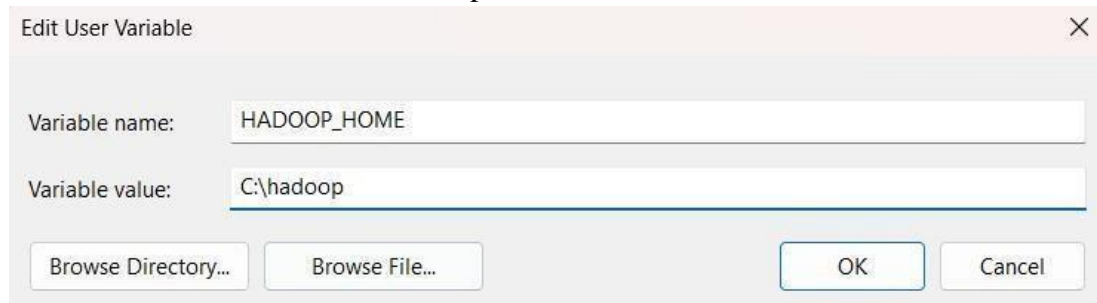 Edit User Variable
Variable name: HADOOP_HOME
Variable value: C:\hadoop
Browse Directory... Browse File... OK Cancel